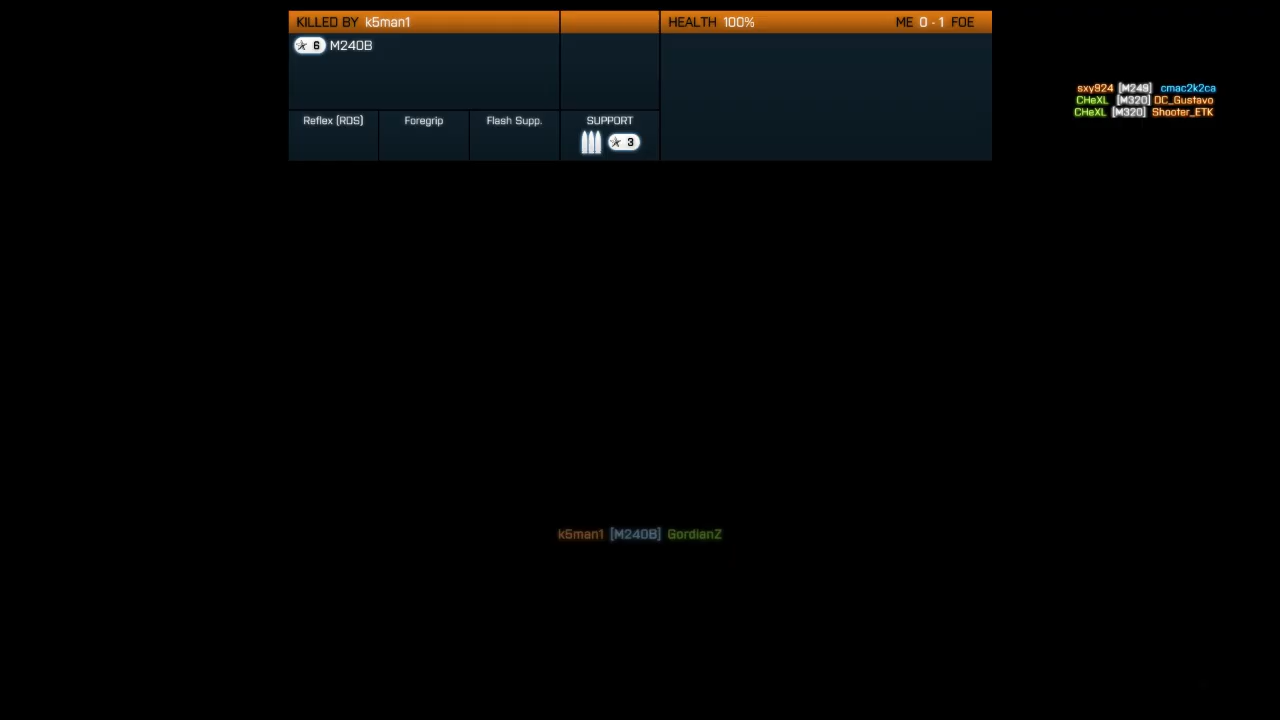 KILLED BY k5man1 HEALTH 100% ME 0 - 1 FOE
6 M240B
sxy924 [M249] cmac2k2ca
CHeXL [M320] DC_Gustavo
CHeXL [M320] Shooter_ETK
Reflex (RDS) Foregrip Flash Supp. SUPPORT
3
k5man1 [M240B] GordianZ